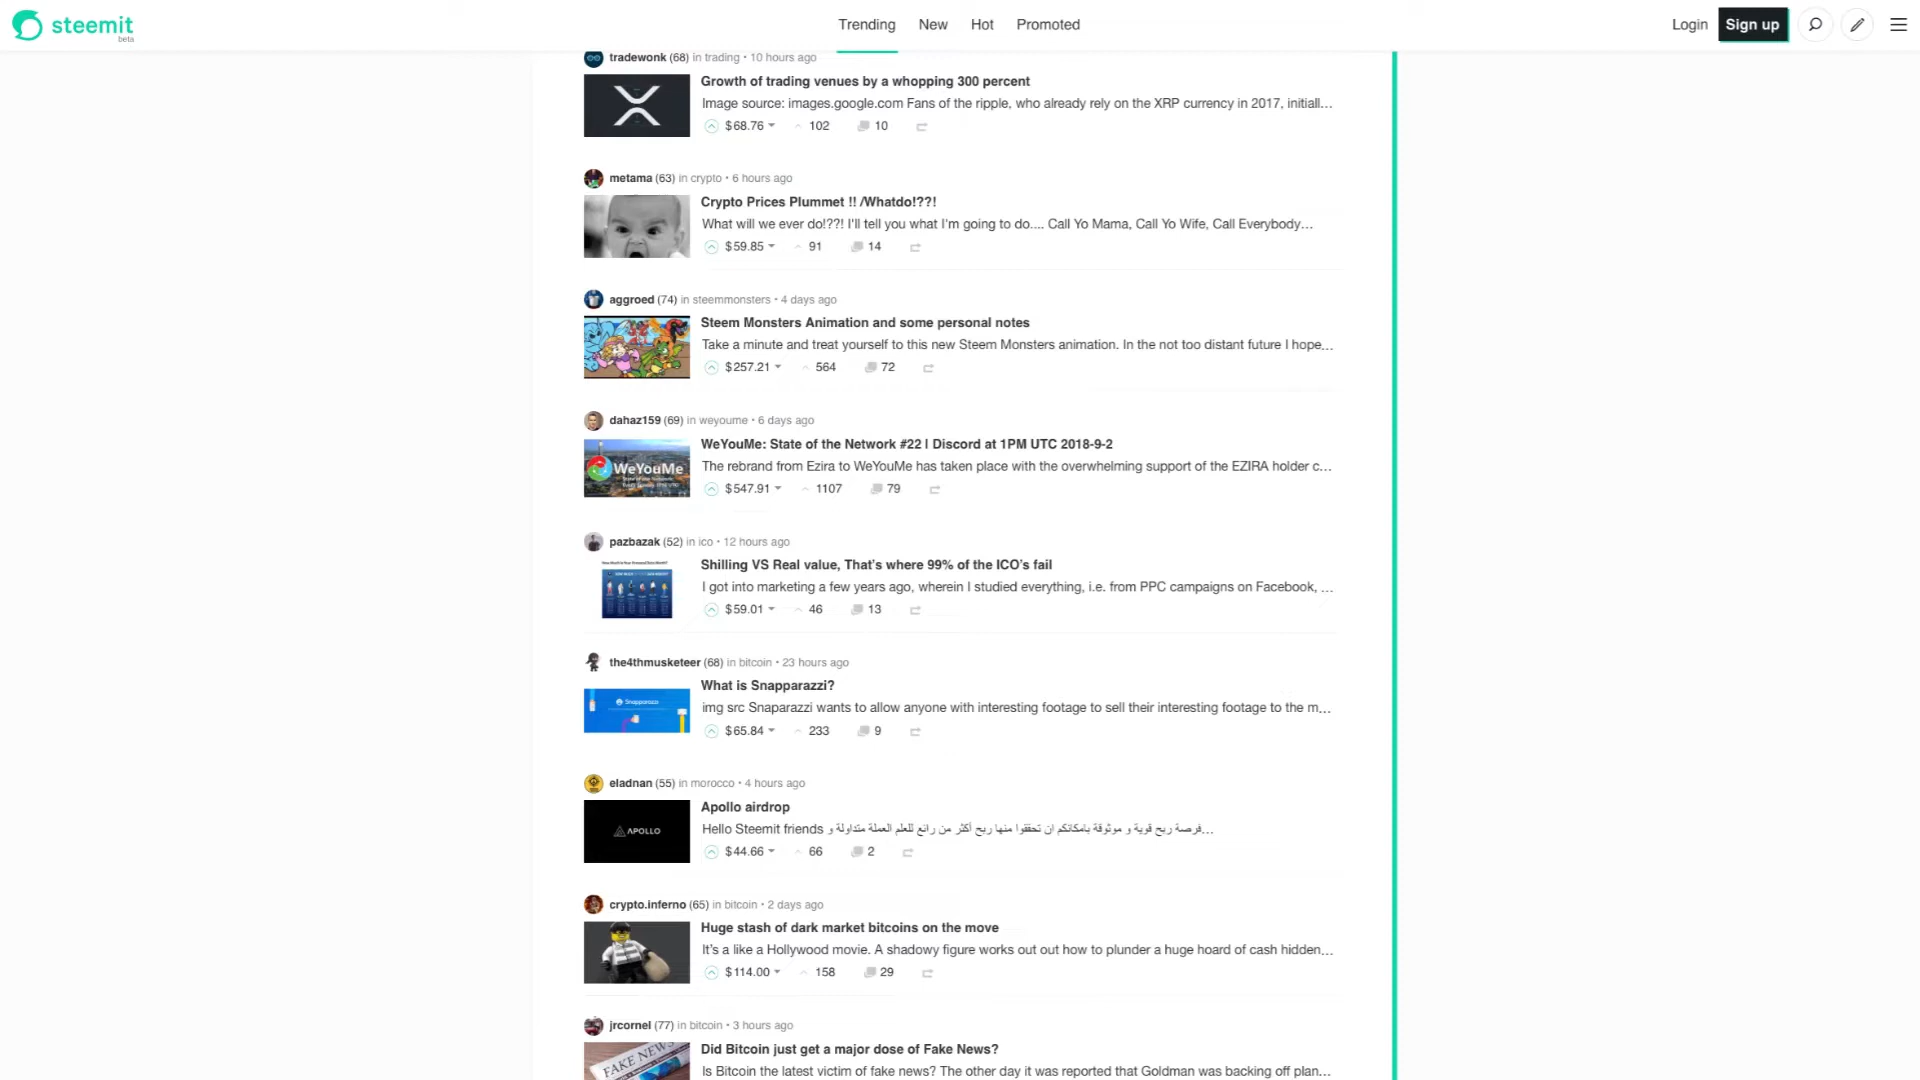 steemit
beta
Trending New Hot Promoted
Login Sign up
tradewonk (68) in trading • 10 hours ago
Growth of trading venues by a whopping 300 percent
Image source: images.google.com Fans of the ripple, who already rely on the XRP currency in 2017, initiall...
$68.76 102 10
metama (63) in crypto • 6 hours ago
Crypto Prices Plummet !! /Whatdo!??!
What will we ever do!??! I'll tell you what I'm going to do.... Call Yo Mama, Call Yo Wife, Call Everybody...
$59.85 91 14
aggroed (74) in steemmonsters • 4 days ago
Steem Monsters Animation and some personal notes
Take a minute and treat yourself to this new Steem Monsters animation. In the not too distant future I hope...
$257.21 564 72
dahaz159 (69) in weyoume • 6 days ago
WeYouMe: State of the Network #22 | Discord at 1PM UTC 2018-9-2
WeYouMe
The rebrand from Ezira to WeYouMe has taken place with the overwhelming support of the EZIRA holder c...
$547.91 1107 79
pazbazak (52) in ico • 12 hours ago
Shilling VS Real value, That's where 99% of the ICO's fail
I got into marketing a few years ago, wherein I studied everything, i.e. from PPC campaigns on Facebook, ...
$59.01 46 13
the4thmusketeer (68) in bitcoin • 23 hours ago
What is Snapparazzi?
Snapparazzi
img src Snaparazzi wants to allow anyone with interesting footage to sell their interesting footage to the m...
$65.84 233 9
eladnan (55) in morocco • 4 hours ago
Apollo airdrop
APOLLO
Hello Steemit friends فرصة ربح قوية و موثوقة بامكانكم ان تحققوا منها ربح أكثر من رائع للعلم العملة متداولة و...
$44.66 66 2
crypto.inferno (65) in bitcoin • 2 days ago
Huge stash of dark market bitcoins on the move
It's a like a Hollywood movie. A shadowy figure works out out how to plunder a huge hoard of cash hidden...
$114.00 158 29
jrcornel (77) in bitcoin • 3 hours ago
Did Bitcoin just get a major dose of Fake News?
FAKE NEWS
Is Bitcoin the latest victim of fake news? The other day it was reported that Goldman was backing off plan...